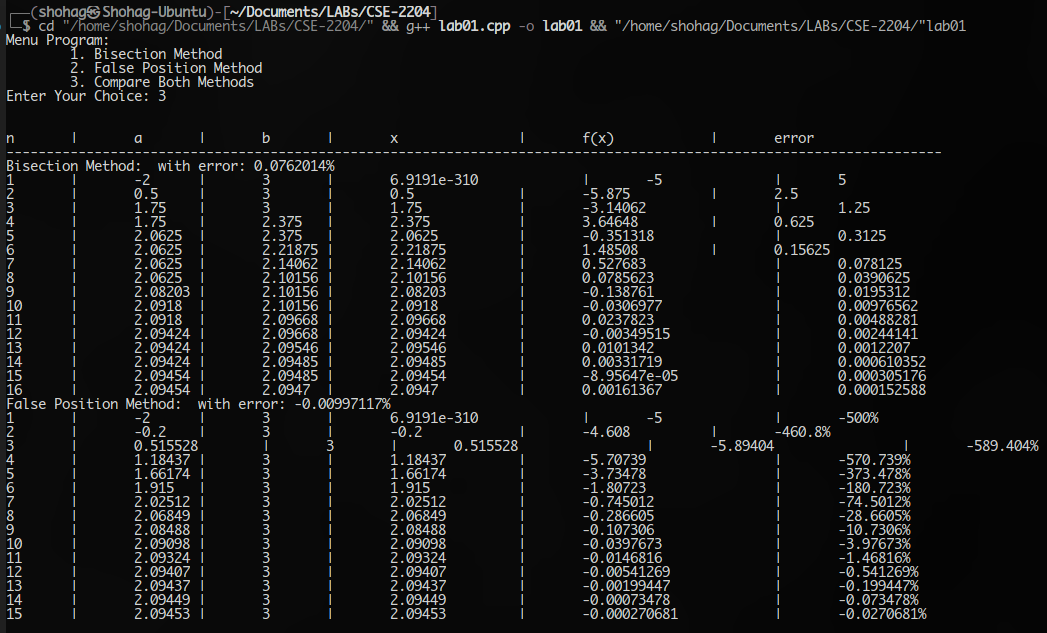 ┌──(shohag㉿Shohag-Ubuntu)-[~/Documents/LABs/CSE-2204]
└─$ cd "/home/shohag/Documents/LABs/CSE-2204/" && g++ lab01.cpp -o lab01 && "/home/shohag/Documents/LABs/CSE-2204/"lab01
Menu Program:
1. Bisection Method
2. False Position Method
3. Compare Both Methods
Enter Your Choice: 3
n | a | b | x | f(x) | error
---------------------------------------------------------------------------------------------------------------------
Bisection Method:  with error: 0.0762014%
1 | -2 | 3 | 6.9191e-310 | -5 | 5
2 | 0.5 | 3 | 0.5 | -5.875 | 2.5
3 | 1.75 | 3 | 1.75 | -3.14062 | 1.25
4 | 1.75 | 2.375 | 2.375 | 3.64648 | 0.625
5 | 2.0625 | 2.375 | 2.0625 | -0.351318 | 0.3125
6 | 2.0625 | 2.21875 | 2.21875 | 1.48508 | 0.15625
7 | 2.0625 | 2.14062 | 2.14062 | 0.527683 | 0.078125
8 | 2.0625 | 2.10156 | 2.10156 | 0.0785623 | 0.0390625
9 | 2.08203 | 2.10156 | 2.08203 | -0.138761 | 0.0195312
10 | 2.0918 | 2.10156 | 2.0918 | -0.0306977 | 0.00976562
11 | 2.0918 | 2.09668 | 2.09668 | 0.0237823 | 0.00488281
12 | 2.09424 | 2.09668 | 2.09424 | -0.00349515 | 0.00244141
13 | 2.09424 | 2.09546 | 2.09546 | 0.0101342 | 0.0012207
14 | 2.09424 | 2.09485 | 2.09485 | 0.00331719 | 0.000610352
15 | 2.09454 | 2.09485 | 2.09454 | -8.95647e-05 | 0.000305176
16 | 2.09454 | 2.0947 | 2.0947 | 0.00161367 | 0.000152588
False Position Method:  with error: -0.00997117%
1 | -2 | 3 | 6.9191e-310 | -5 | -500%
2 | -0.2 | 3 | -0.2 | -4.608 | -460.8%
3 | 0.515528 | 3 | 0.515528 | -5.89404 | -589.404%
4 | 1.18437 | 3 | 1.18437 | -5.70739 | -570.739%
5 | 1.66174 | 3 | 1.66174 | -3.73478 | -373.478%
6 | 1.915 | 3 | 1.915 | -1.80723 | -180.723%
7 | 2.02512 | 3 | 2.02512 | -0.745012 | -74.5012%
8 | 2.06849 | 3 | 2.06849 | -0.286605 | -28.6605%
9 | 2.08488 | 3 | 2.08488 | -0.107306 | -10.7306%
10 | 2.09098 | 3 | 2.09098 | -0.0397673 | -3.97673%
11 | 2.09324 | 3 | 2.09324 | -0.0146816 | -1.46816%
12 | 2.09407 | 3 | 2.09407 | -0.00541269 | -0.541269%
13 | 2.09437 | 3 | 2.09437 | -0.00199447 | -0.199447%
14 | 2.09449 | 3 | 2.09449 | -0.00073478 | -0.073478%
15 | 2.09453 | 3 | 2.09453 | -0.000270681 | -0.0270681%